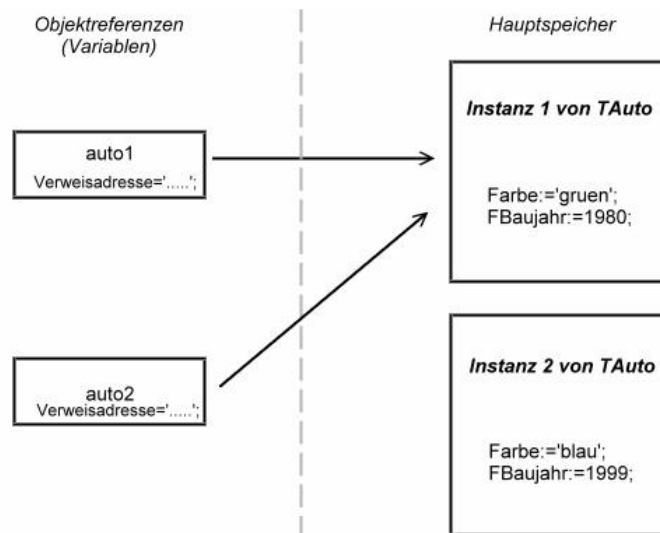 Objektreferenzen
(Variablen)
Hauptspeicher
auto1
Verweisadresse='.....';
Instanz 1 von TAuto
Farbe:='gruen';
FBaujahr:=1980;
auto2
Verweisadresse='.....';
Instanz 2 von TAuto
Farbe:='blau';
FBaujahr:=1999;